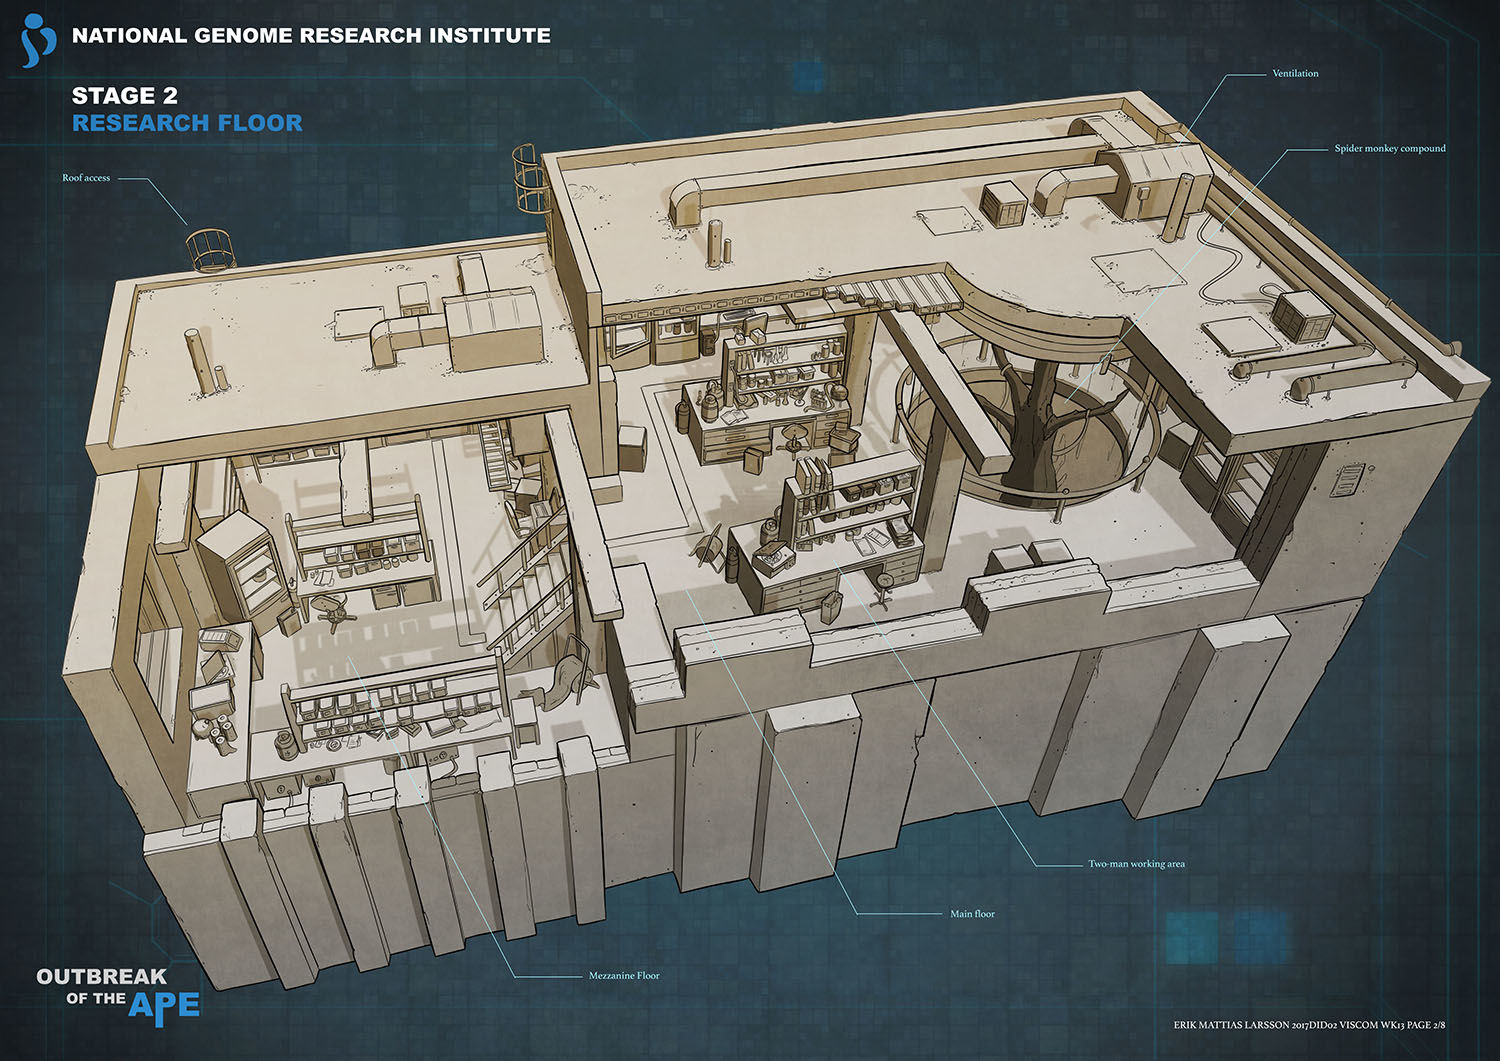 NATIONAL GENOME RESEARCH INSTITUTE
STAGE 2
RESEARCH FLOOR
Ventilation
Spider monkey compound
Roof access
Two-man working area
Main floor
Mezzanine Floor
OUTBREAK
OF THE APE
ERIK MATTIAS LARSSON 2017DID02 VISCOM WK13 PAGE 2/8